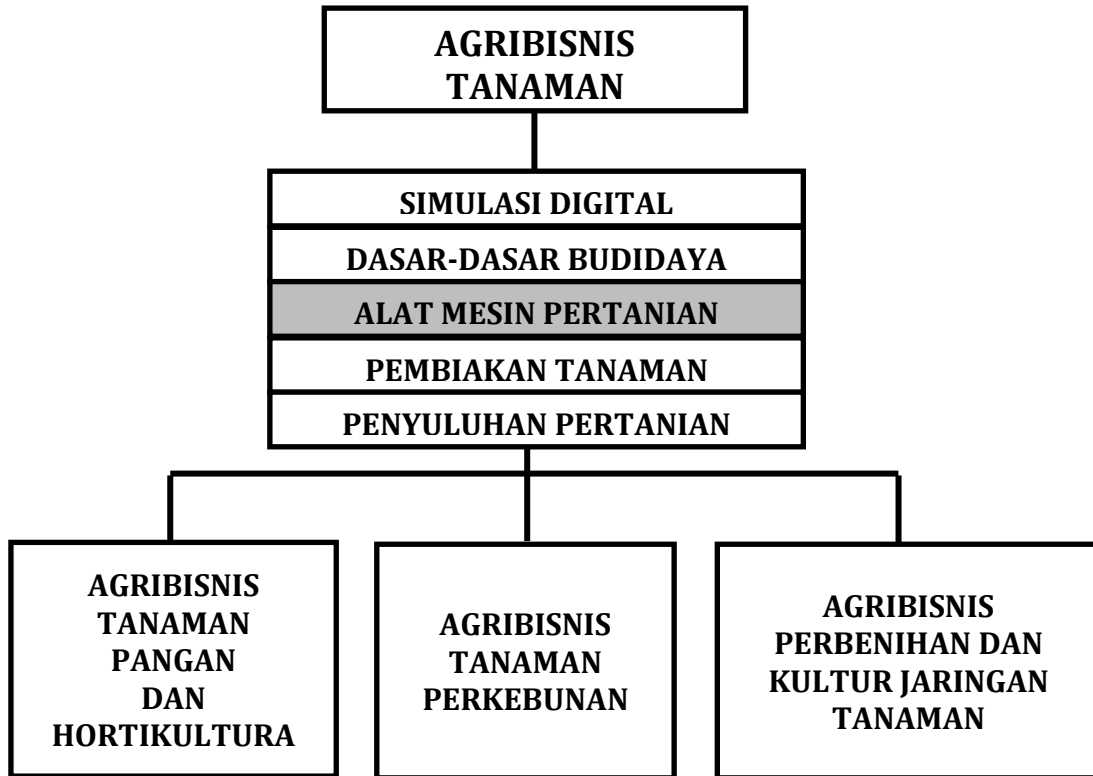 AGRIBISNIS
TANAMAN
SIMULASI DIGITAL
DASAR-DASAR BUDIDAYA
ALAT MESIN PERTANIAN
PEMBIAKAN TANAMAN
PENYULUHAN PERTANIAN
AGRIBISNIS
TANAMAN
PANGAN
DAN
HORTIKULTURA
AGRIBISNIS
TANAMAN
PERKEBUNAN
AGRIBISNIS
PERBENIHAN DAN
KULTUR JARINGAN
TANAMAN